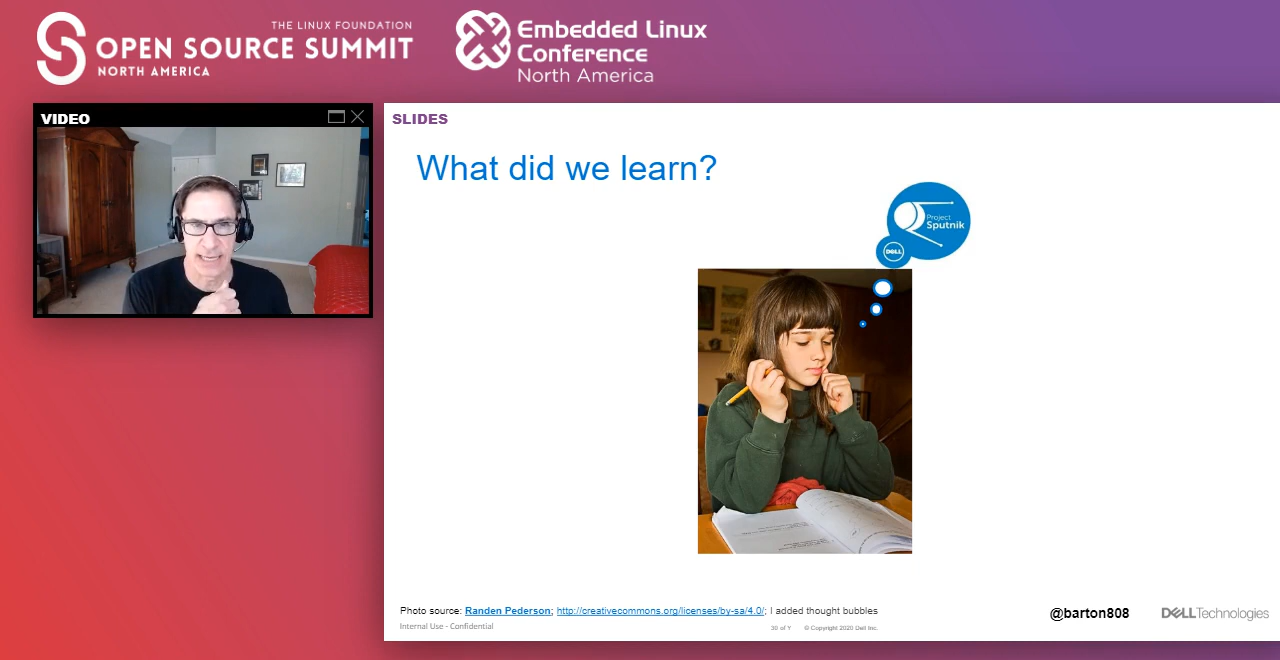 THE LINUX FOUNDATION
OPEN SOURCE SUMMIT
NORTH AMERICA
Embedded Linux
Conference
North America
VIDEO
SLIDES
What did we learn?
Project
Sputnik
DELL
Photo source: Randen Pederson; http://creativecommons.org/licenses/by-sa/4.0/; I added thought bubbles
Internal Use - Confidential
30 of Y © Copyright 2020 Dell Inc.
@barton808
DELLTechnologies